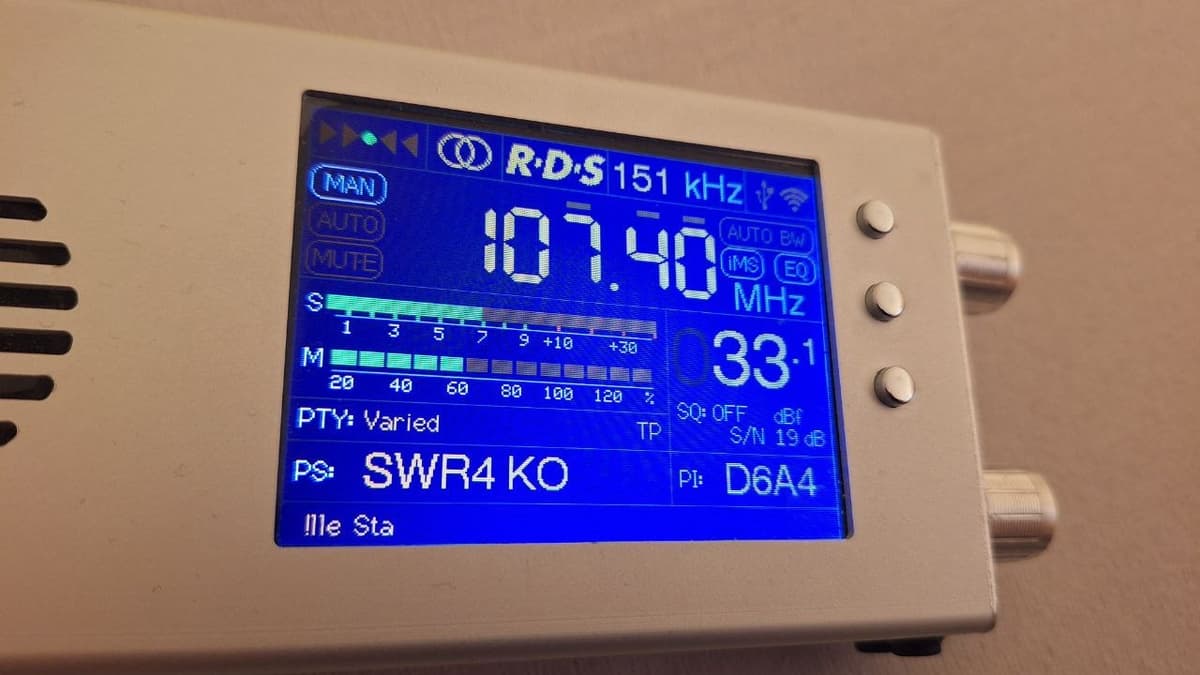 R·D·S 151 kHz
MAN
AUTO
MUTE
107.40 MHz
AUTO BW
iMS EQ
S
1 3 5 7 9 +10 +30
M
20 40 60 80 100 120 %
33.1
SQ: OFF dBf
S/N 19 dB
PTY: Varied TP
PS: SWR4 KO
PI: D6A4
lle Sta